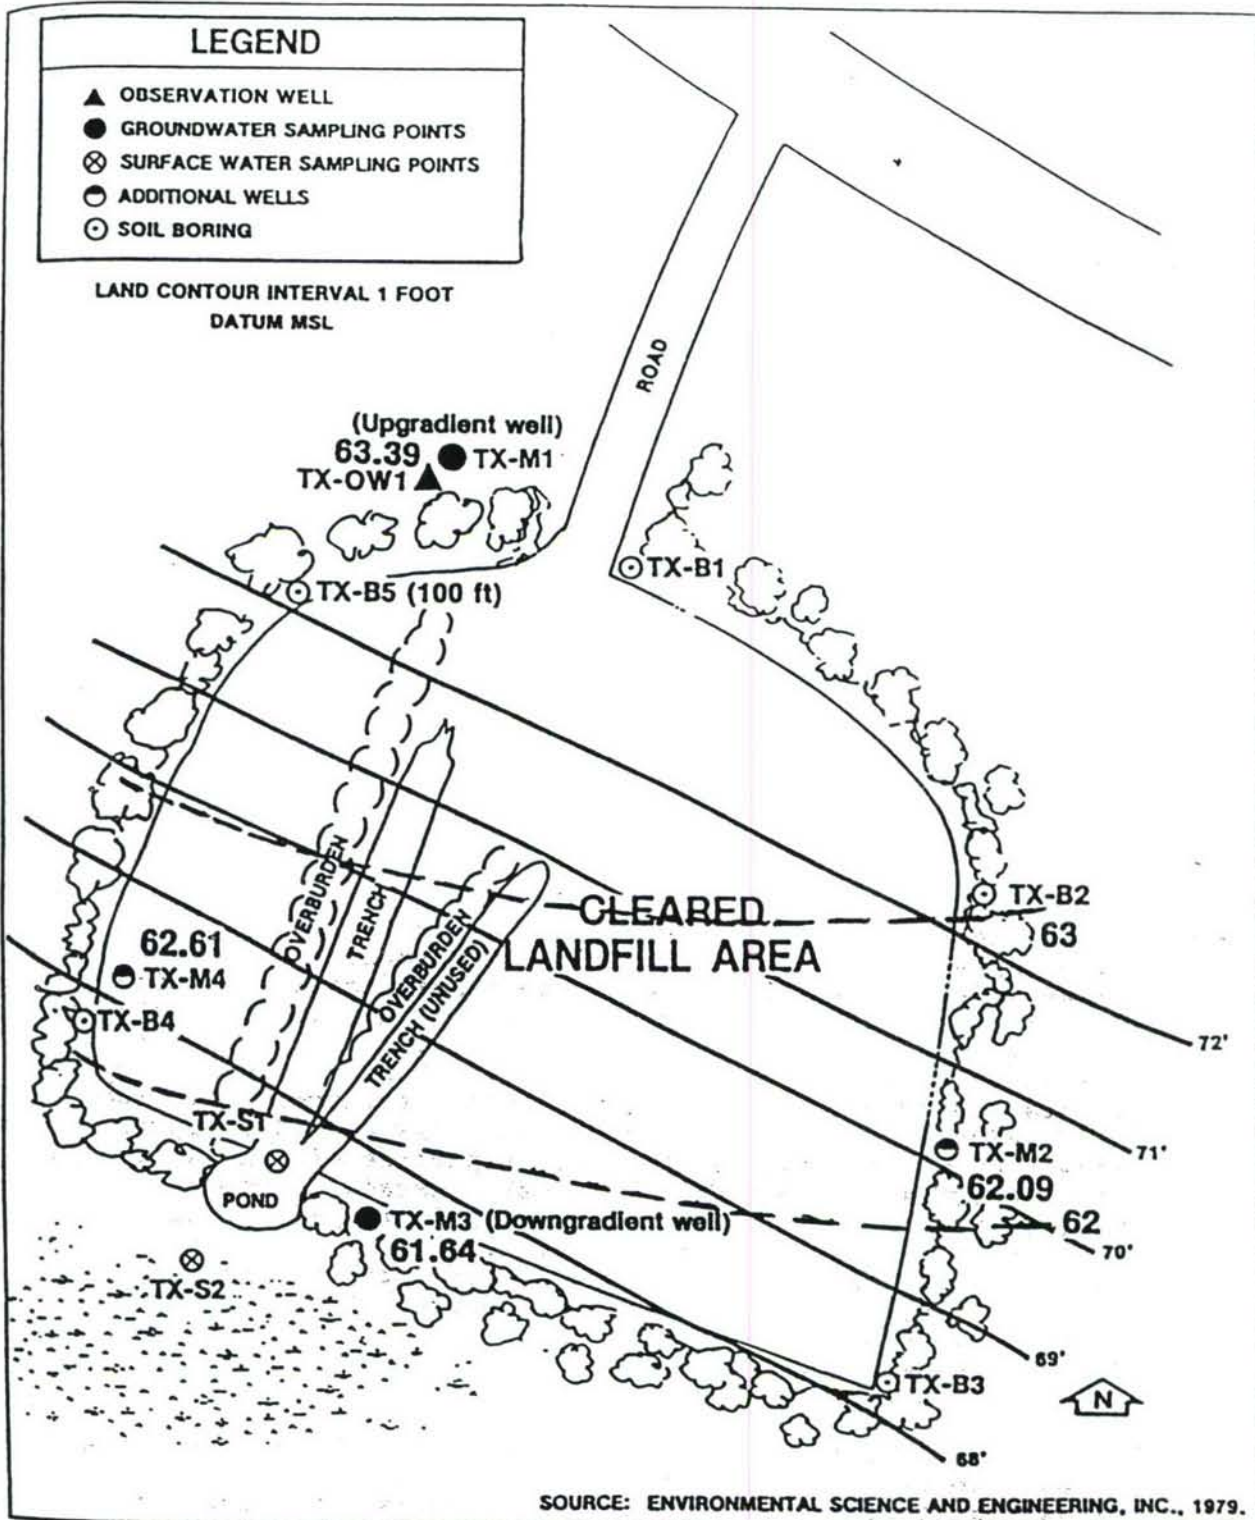 LEGEND
OBSERVATION WELL
GROUNDWATER SAMPLING POINTS
SURFACE WATER SAMPLING POINTS
ADDITIONAL WELLS
SOIL BORING
LAND CONTOUR INTERVAL 1 FOOT
DATUM MSL
ROAD
(Upgradient well)
63.39
TX-M1
TX-OW1
TX-B1
TX-B5 (100 ft)
OVERBURDEN
TRENCH
OVERBURDEN
TRENCH (UNUSED)
CLEARED
LANDFILL AREA
TX-B2
63
62.61
TX-M4
TX-B4
72'
71'
TX-S1
TX-M2
62.09
POND
TX-M3 (Downgradient well)
62
61.64
70'
TX-S2
69'
TX-B3
N
68'
SOURCE: ENVIRONMENTAL SCIENCE AND ENGINEERING, INC., 1979.